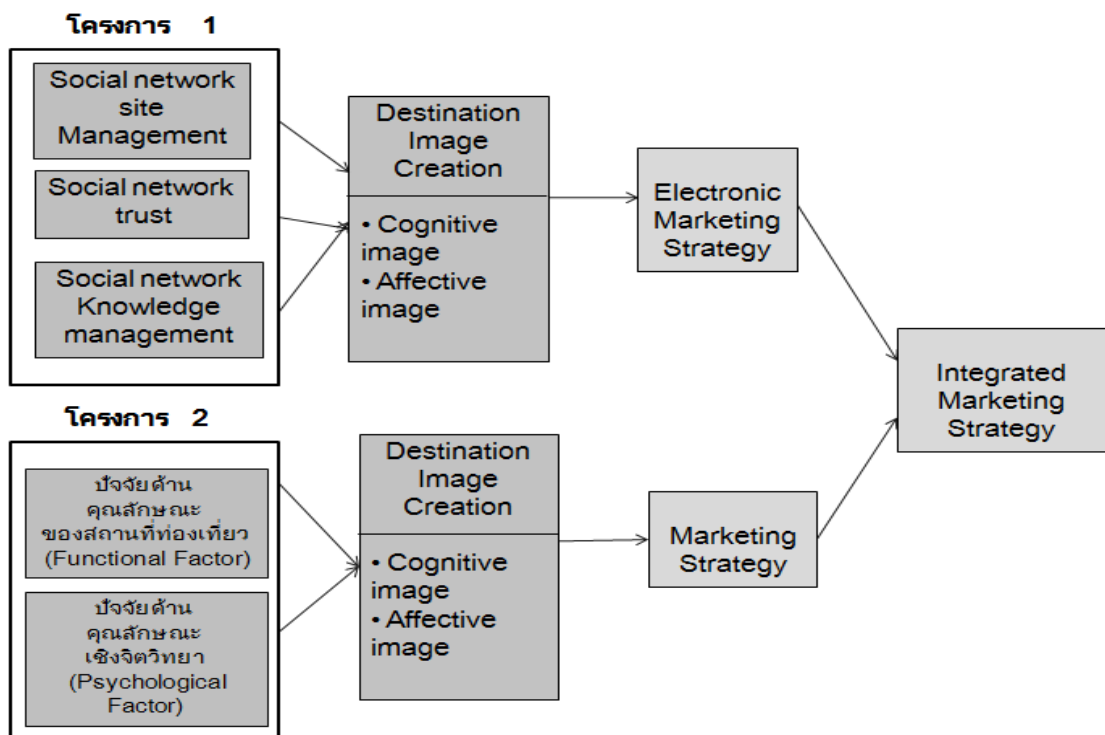 โครงการ 1
Social network
site
Management
Social network
trust
Social network
Knowledge
management
Destination
Image
Creation
• Cognitive
image
• Affective
image
Electronic
Marketing
Strategy
Integrated
Marketing
Strategy
โครงการ 2
ปัจจัยด้าน
คุณลักษณะ
ของสถานที่ท่องเที่ยว
(Functional Factor)
ปัจจัยด้าน
คุณลักษณะ
เชิงจิตวิทยา
(Psychological
Factor)
Destination
Image
Creation
• Cognitive
image
• Affective
image
Marketing
Strategy